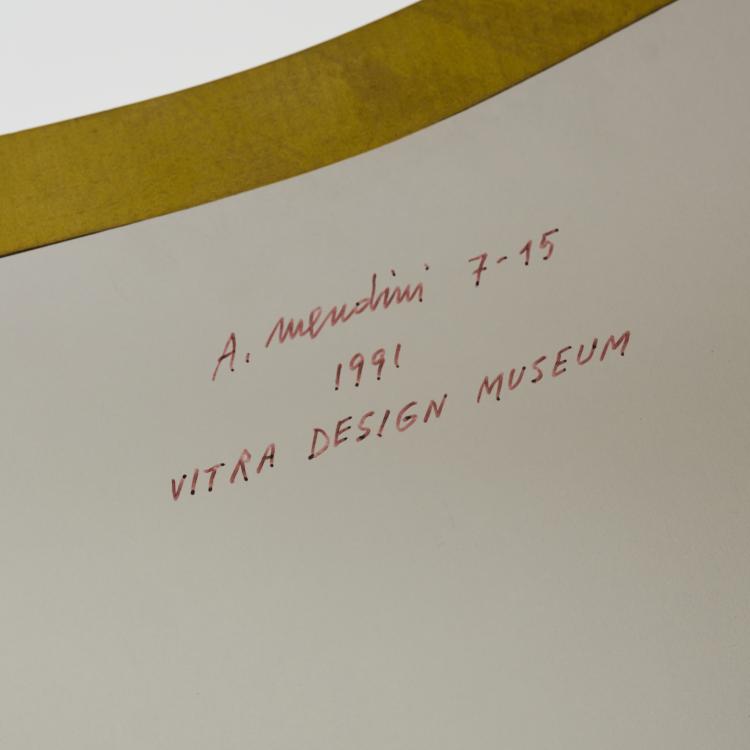 A. Mendini 7-15
1991
VITRA DESIGN MUSEUM